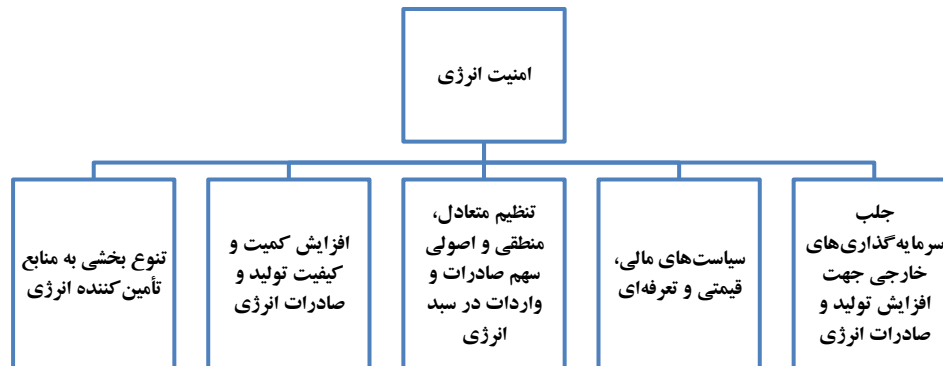 امنیت انرژی
جلب
سرمایه‌گذاری‌های
خارجی جهت
افزایش تولید و
صادرات انرژی
سیاست‌های مالی،
قیمتی و تعرفه‌ای
تنظیم متعادل،
منطقی و اصولی
سهم صادرات و
واردات در سبد
انرژی
افزایش کمیت و
کیفیت تولید و
صادرات انرژی
تنوع بخشی به منابع
تأمین‌کننده انرژی